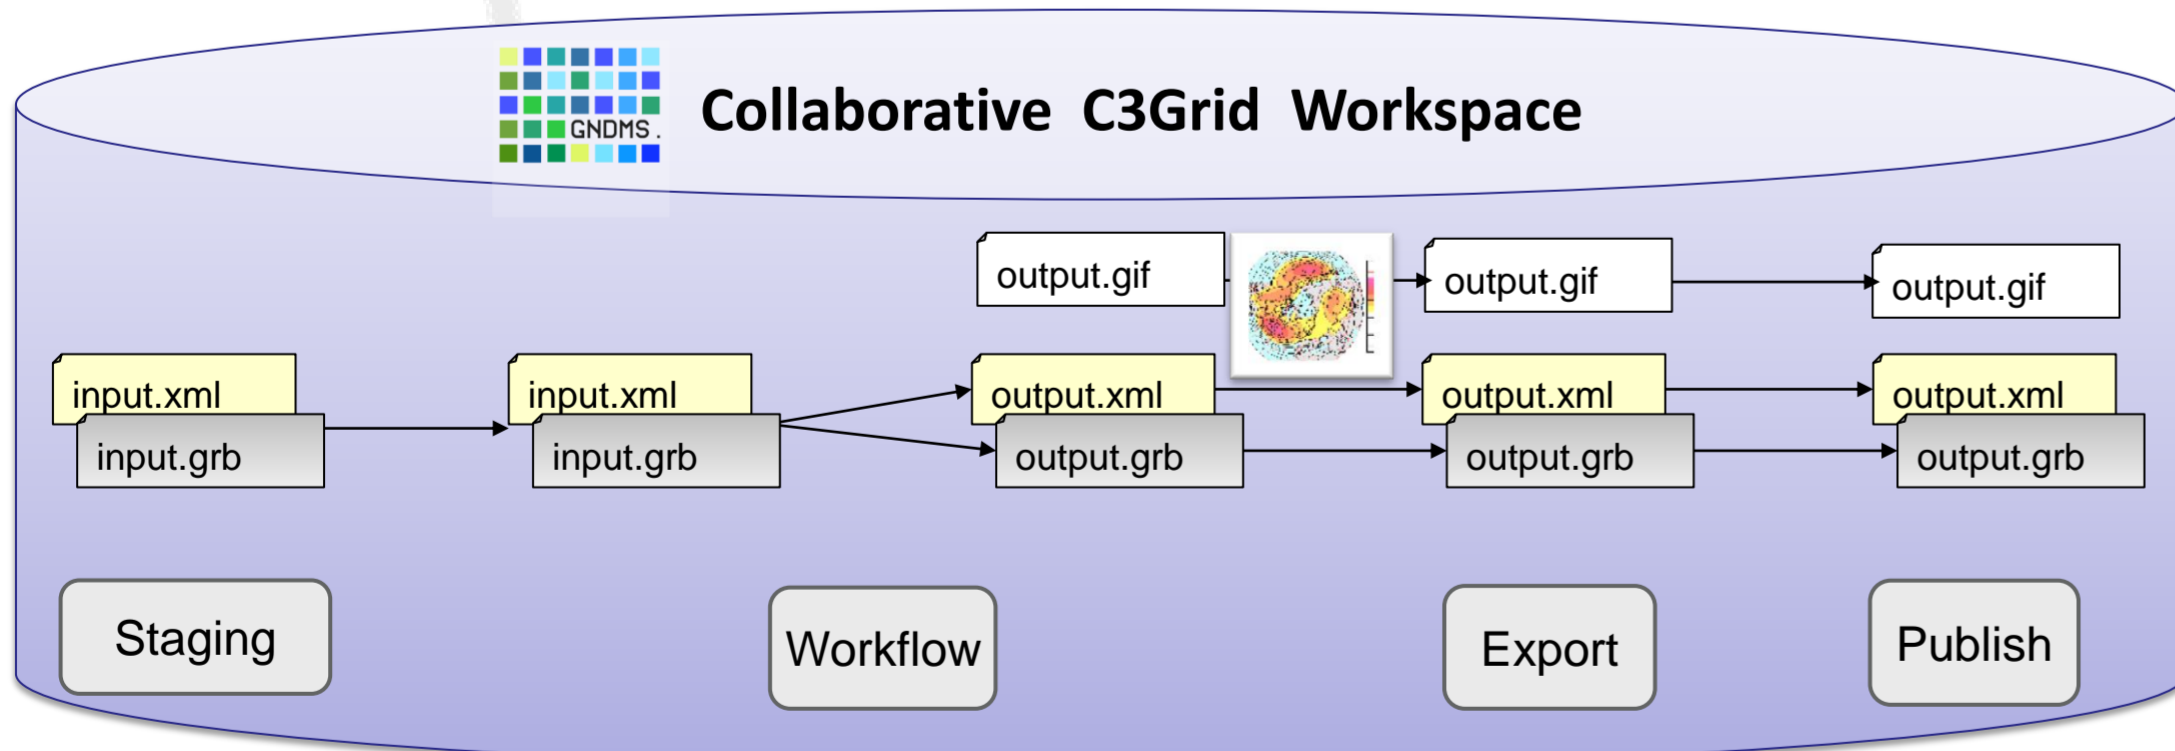 GNDMS.
Collaborative C3Grid Workspace
output.gif
output.gif
output.gif
input.xml
input.xml
output.xml
output.xml
output.xml
input.grb
input.grb
output.grb
output.grb
output.grb
Staging
Workflow
Export
Publish